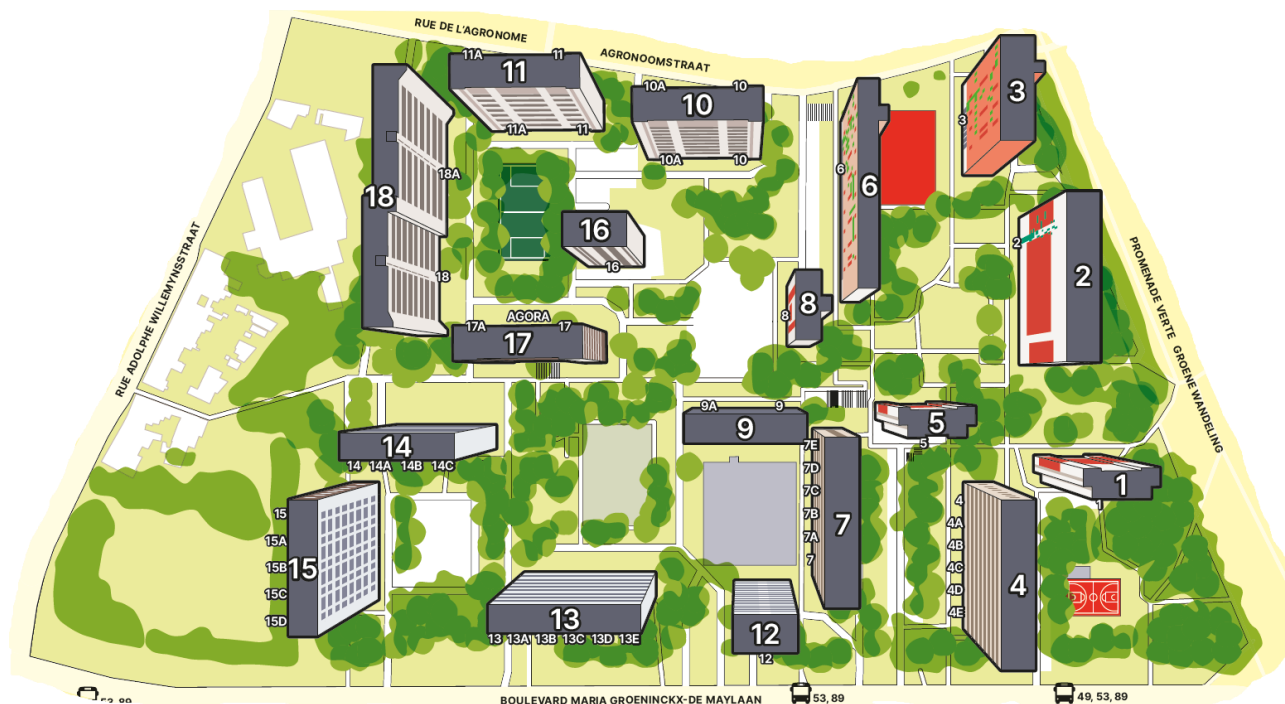 RUE DE L'AGRONOME
AGRONOOMSTRAAT
11A
11
11
11A
11
10A
10
10
10A
10
3
3
6
6
18
18A
18
16
16
2
2
8
8
AGORA
17A
17
17
RUE ADOLPHE WILLEMYNSSTRAAT
PROMENADE VERTE GROENE WANDELING
9A
9
9
5
5
14
14
14A
14B
14C
7E
7D
7C
7B
7A
7
7
1
1
15
15A
15B
15C
15D
15
4
4A
4B
4C
4D
4E
4
13
13
13A
13B
13C
13D
13E
12
12
53, 89
BOULEVARD MARIA GROENINCKX-DE MAYLAAN
53, 89
49, 53, 89